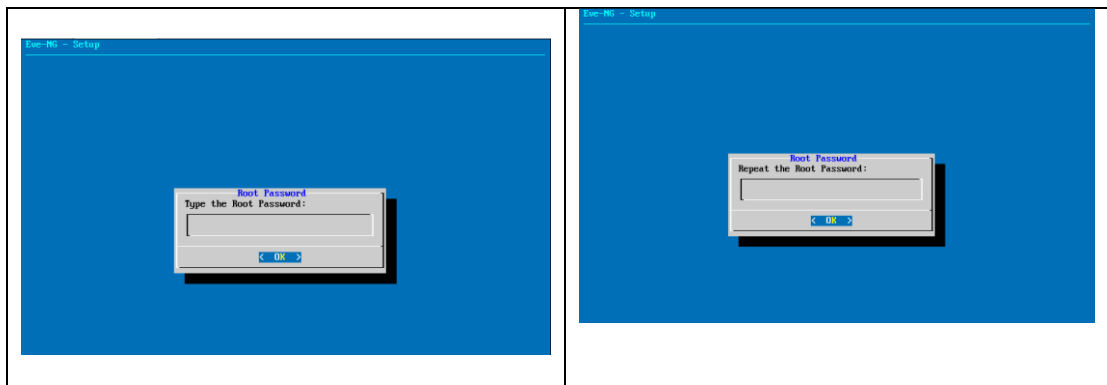 Eve-NG - Setup
Root Password
Type the Root Password:
< OK >
Eve-NG - Setup
Root Password
Repeat the Root Password:
< OK >